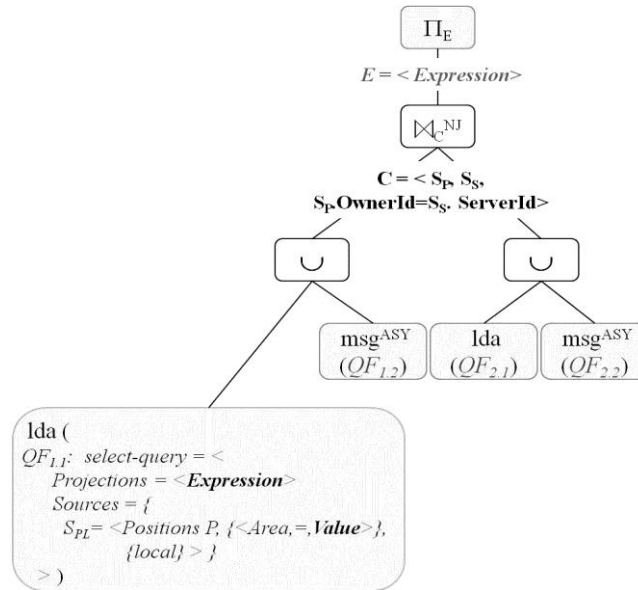 Π_E
E = < Expression>
⋈_C^NJ
C = < S_P, S_S,
S_P.OwnerId=S_S. ServerId>
∪ ∪
msg^ASY lda msg^ASY
(QF_1.2) (QF_2.1) (QF_2.2)
lda (
QF_1.1: select-query = <
Projections = <Expression>
Sources = {
S_PL= <Positions P, {<Area,=,Value>},
{local} > }
> )